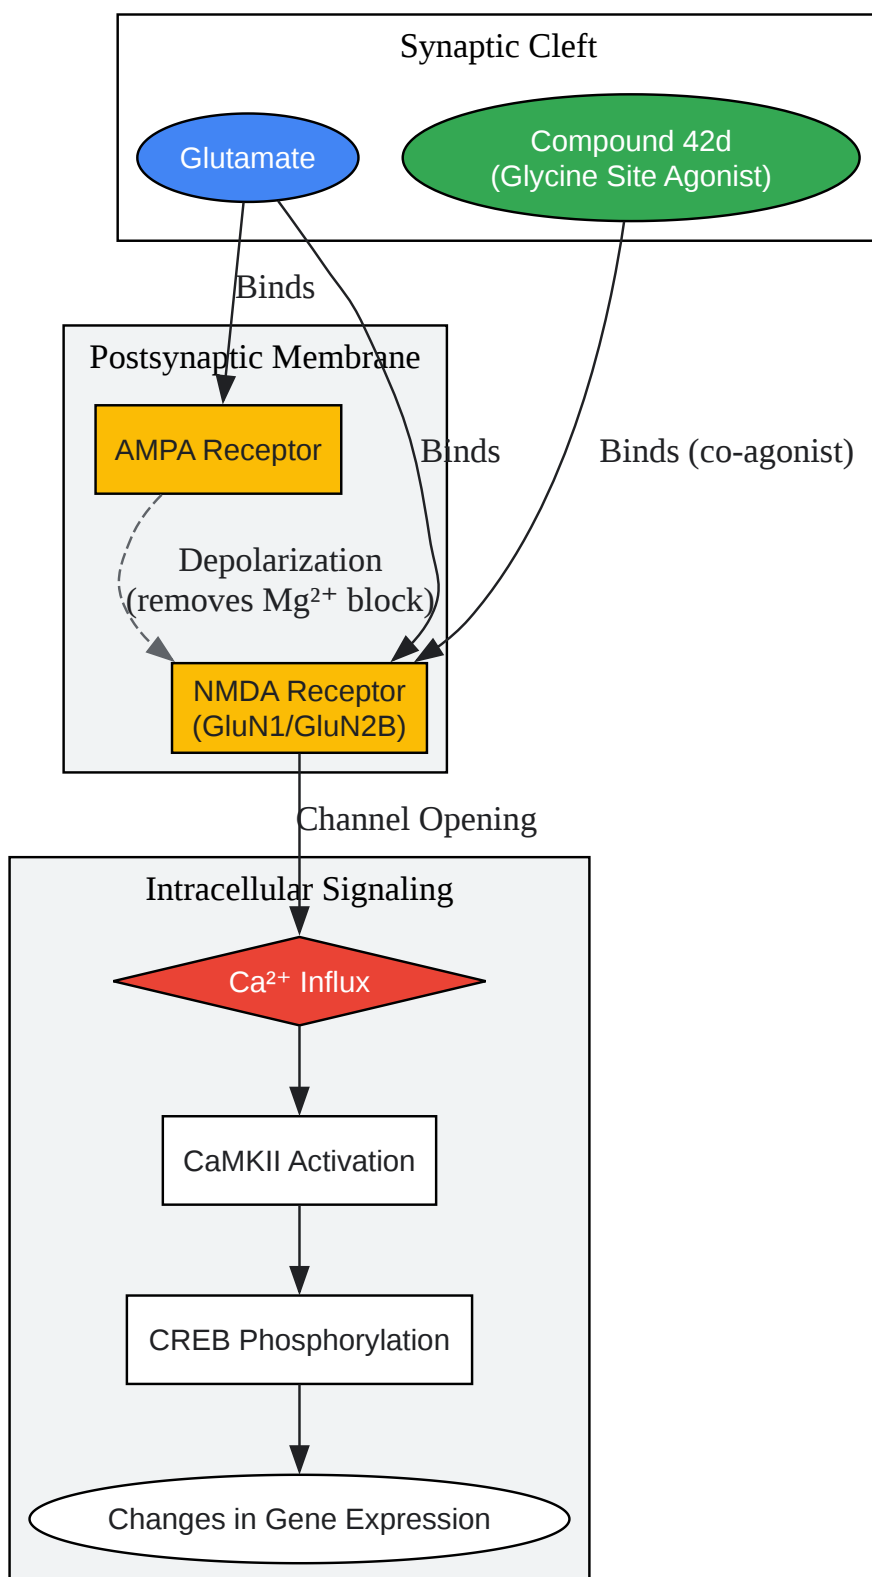 Synaptic Cleft
Glutamate
Compound 42d
(Glycine Site Agonist)
Binds
Postsynaptic Membrane
AMPA Receptor
Binds
Binds (co-agonist)
Depolarization
(removes Mg²⁺ block)
NMDA Receptor
(GluN1/GluN2B)
Channel Opening
Intracellular Signaling
Ca²⁺ Influx
CaMKII Activation
CREB Phosphorylation
Changes in Gene Expression